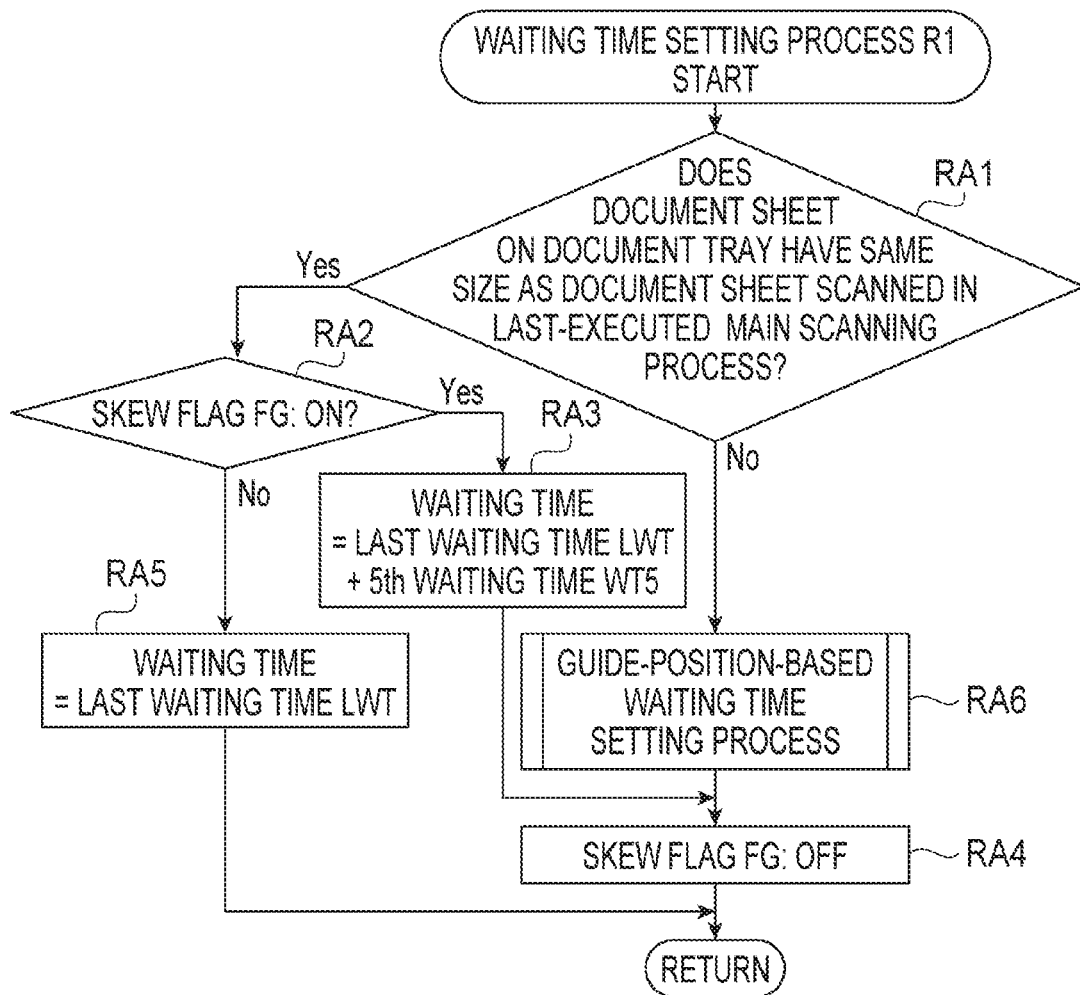 WAITING TIME SETTING PROCESS R1
START
DOES
DOCUMENT SHEET
ON DOCUMENT TRAY HAVE SAME
SIZE AS DOCUMENT SHEET SCANNED IN
LAST-EXECUTED MAIN SCANNING
PROCESS?
RA1
Yes
No
RA2
SKEW FLAG FG: ON?
Yes
No
RA3
WAITING TIME
= LAST WAITING TIME LWT
+ 5th WAITING TIME WT5
RA5
WAITING TIME
= LAST WAITING TIME LWT
GUIDE-POSITION-BASED
WAITING TIME
SETTING PROCESS
RA6
SKEW FLAG FG: OFF
RA4
RETURN